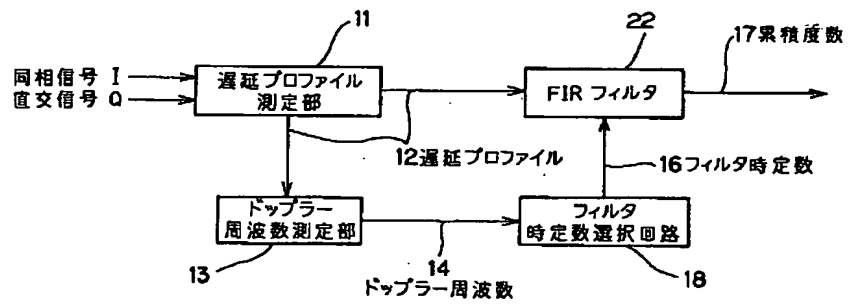 11
22
17累積度数
同相信号 I
直交信号 Q
遅延プロファイル
測定部
FIR フィルタ
12遅延プロファイル
16フィルタ時定数
ドップラー
周波数測定部
フィルタ
時定数選択回路
13
14
ドップラー周波数
18